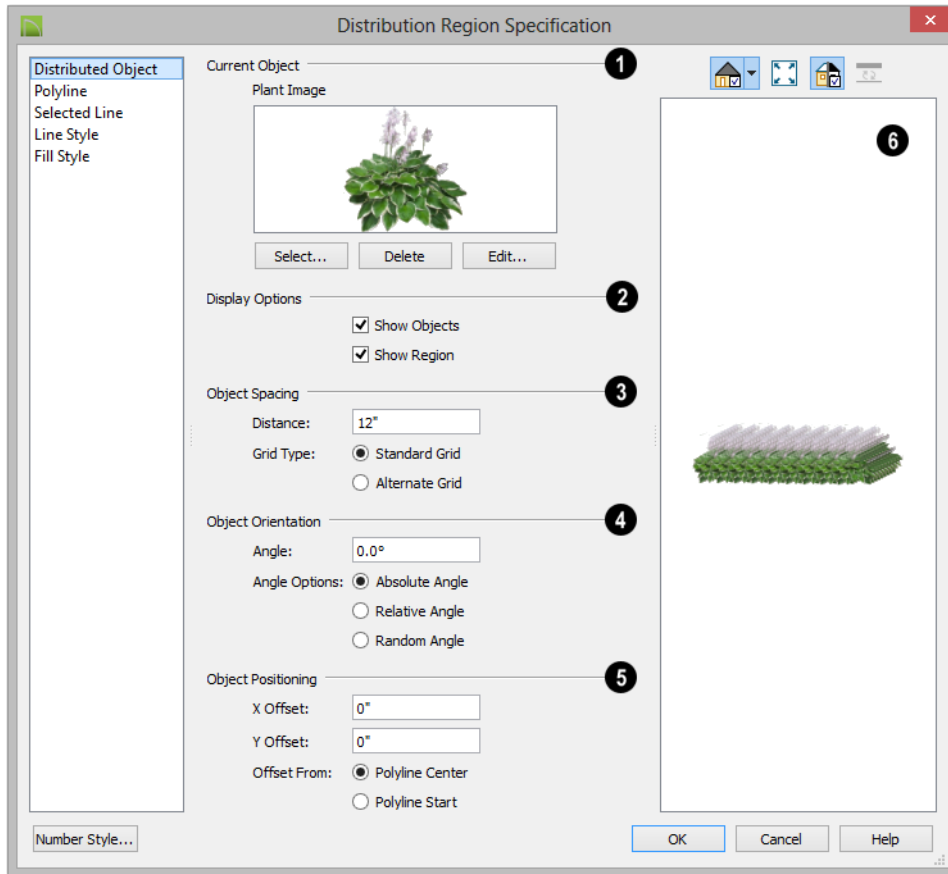 Distribution Region Specification
Distributed Object
Polyline
Selected Line
Line Style
Fill Style
Current Object
1
Plant Image
Select...
Delete
Edit...
Display Options
2
Show Objects
Show Region
Object Spacing
3
Distance:
12"
Grid Type:
Standard Grid
Alternate Grid
Object Orientation
4
Angle:
0.0°
Angle Options:
Absolute Angle
Relative Angle
Random Angle
Object Positioning
5
X Offset:
0"
Y Offset:
0"
Offset From:
Polyline Center
Polyline Start
6
Number Style...
OK
Cancel
Help